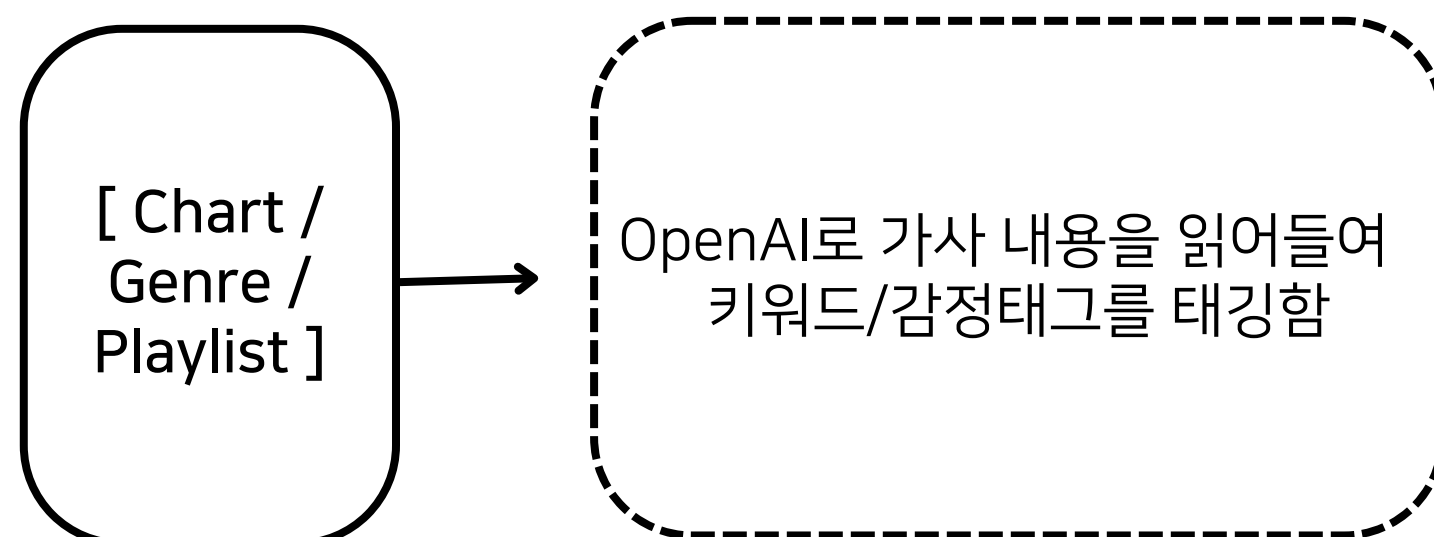 [ Chart /
Genre /
Playlist ]
OpenAI로 가사 내용을 읽어들여
키워드/감정태그를 태깅함